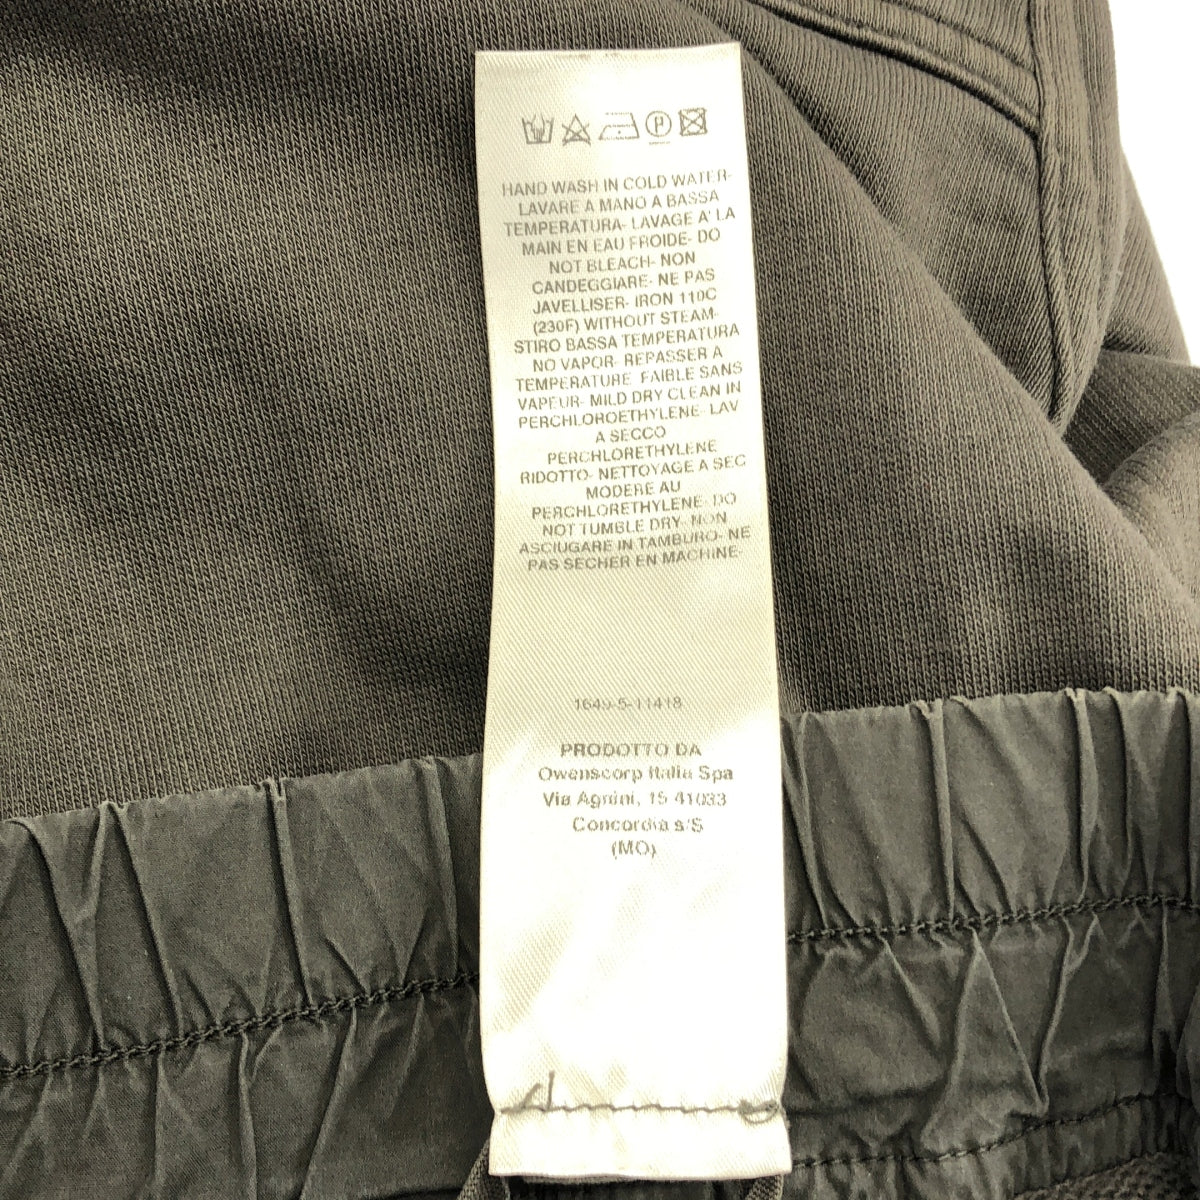 HAND WASH IN COLD WATER-
LAVARE A MANO A BASSA
TEMPERATURA- LAVAGE A' LA
MAIN EN EAU FROIDE- DO
NOT BLEACH- NON
CANDEGGIARE- NE PAS
JAVELLISER- IRON 110C
(230F) WITHOUT STEAM-
STIRO BASSA TEMPERATURA
NO VAPOR- REPASSER A
TEMPERATURE FAIBLE SANS
VAPEUR- MILD DRY CLEAN IN
PERCHLOROETHYLENE- LAV
A SECCO
PERCHLORETHYLENE
RIDOTTO- NETTOYAGE A SEC
MODERE AU
PERCHLORETHYLENE- DO
NOT TUMBLE DRY- NON
ASCIUGARE IN TAMBURO- NE
PAS SECHER EN MACHINE-
1649-5-11418
PRODOTTO DA
Owenscorp Italia Spa
Via Agnini, 15 41033
Concordia s/S
(MO)